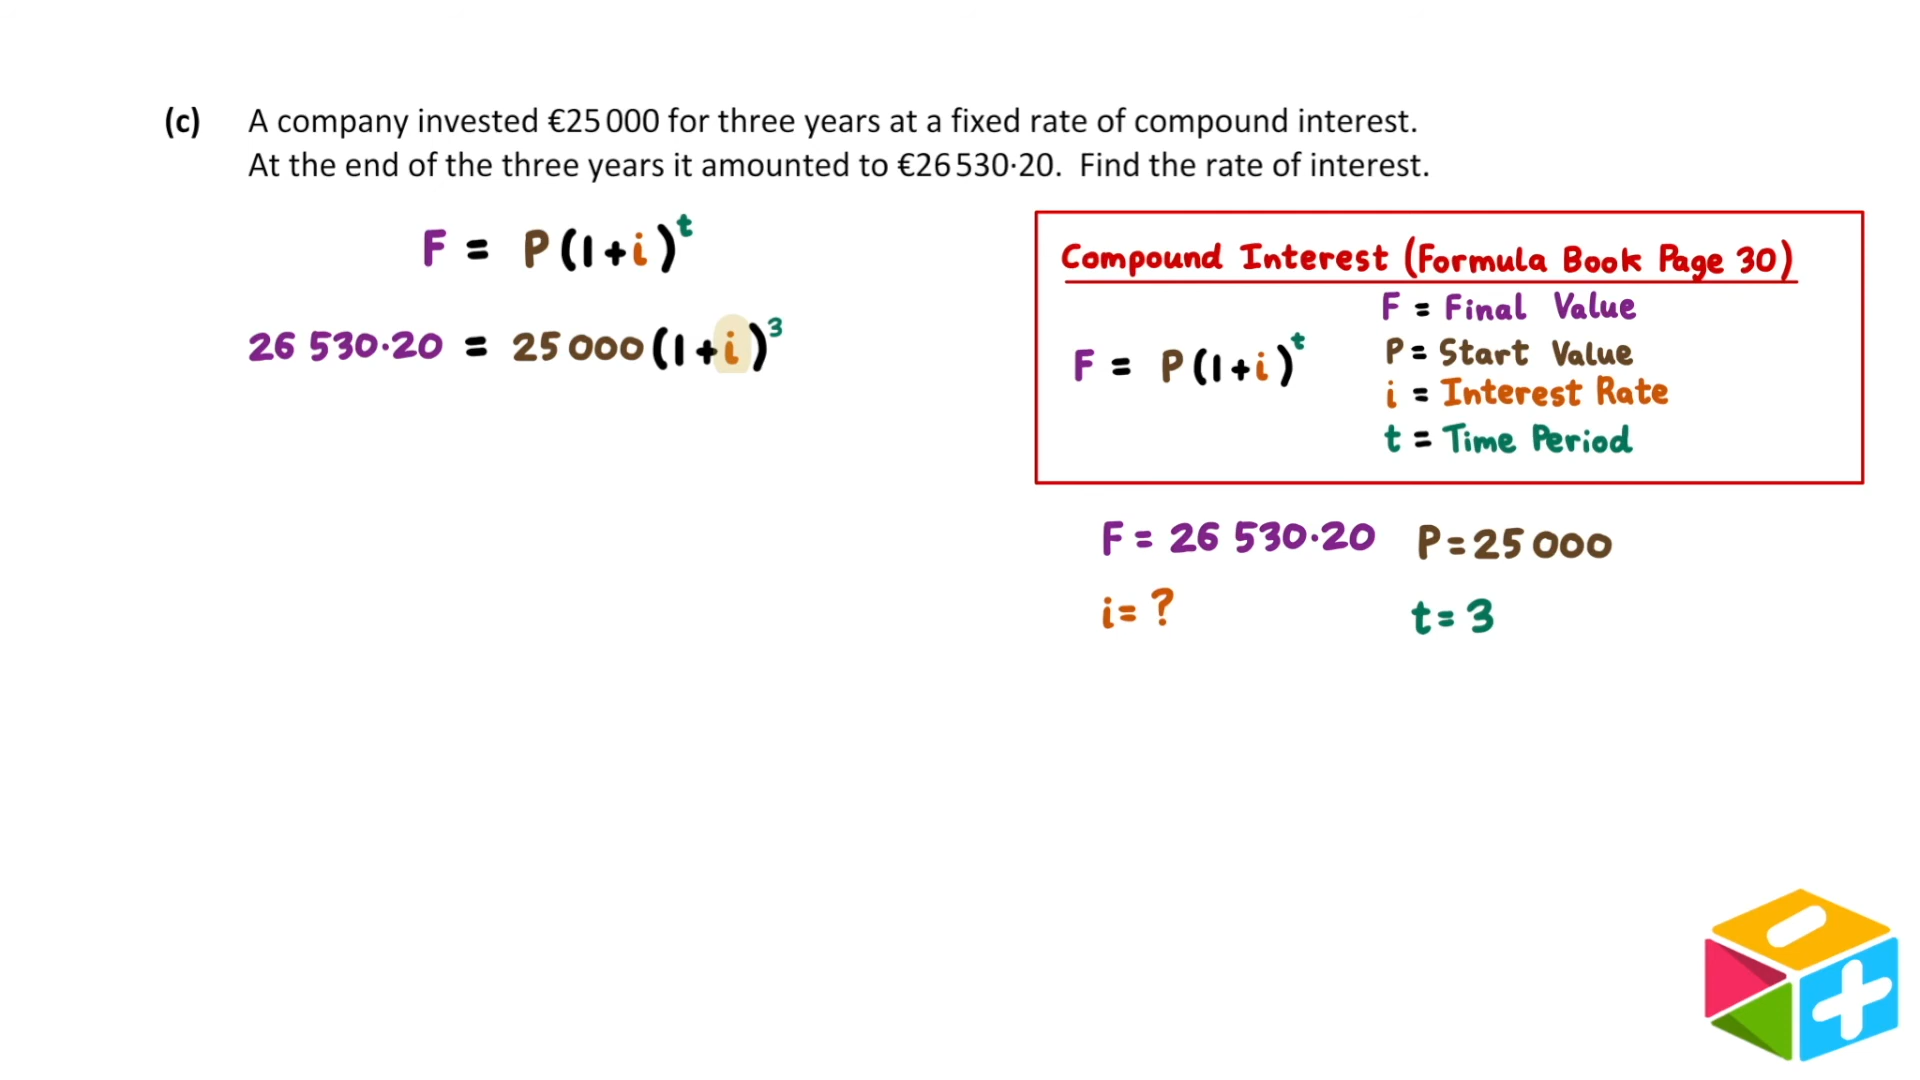 (c) A company invested €25 000 for three years at a fixed rate of compound interest.
At the end of the three years it amounted to €26 530·20. Find the rate of interest.
F = P(1+i)^t
26 530·20 = 25 000(1+i)^3
Compound Interest (Formula Book Page 30)
F = P(1+i)^t
F = Final Value
P = Start Value
i = Interest Rate
t = Time Period
F = 26 530·20 P = 25 000
i = ? t = 3